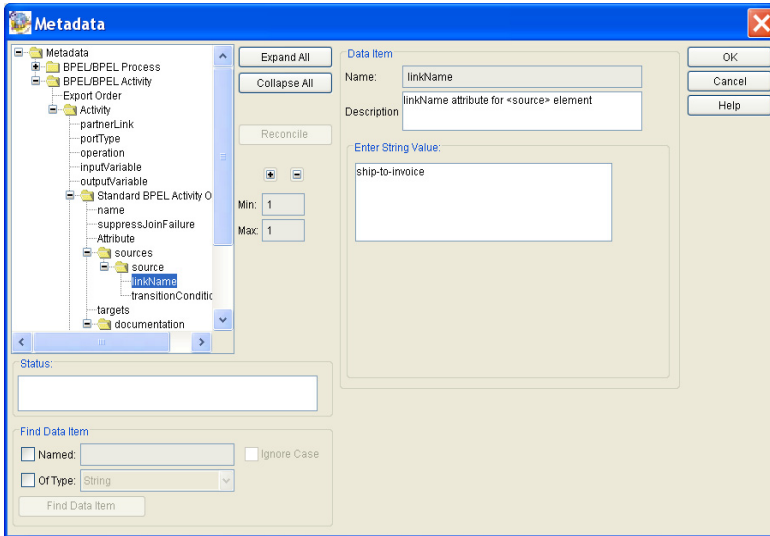 Metadata
Metadata
BPEL/BPEL Process
BPEL/BPEL Activity
Export Order
Activity
partnerLink
portType
operation
inputVariable
outputVariable
Standard BPEL Activity O
name
suppressJoinFailure
Attribute
sources
source
linkName
transitionConditic
targets
documentation
Expand All
Collapse All
Reconcile
Min: 1
Max: 1
Status:
Find Data Item
Named:
Ignore Case
Of Type: String
Find Data Item
Data Item
Name: linkName
Description linkName attribute for <source> element
Enter String Value:
ship-to-invoice
OK
Cancel
Help